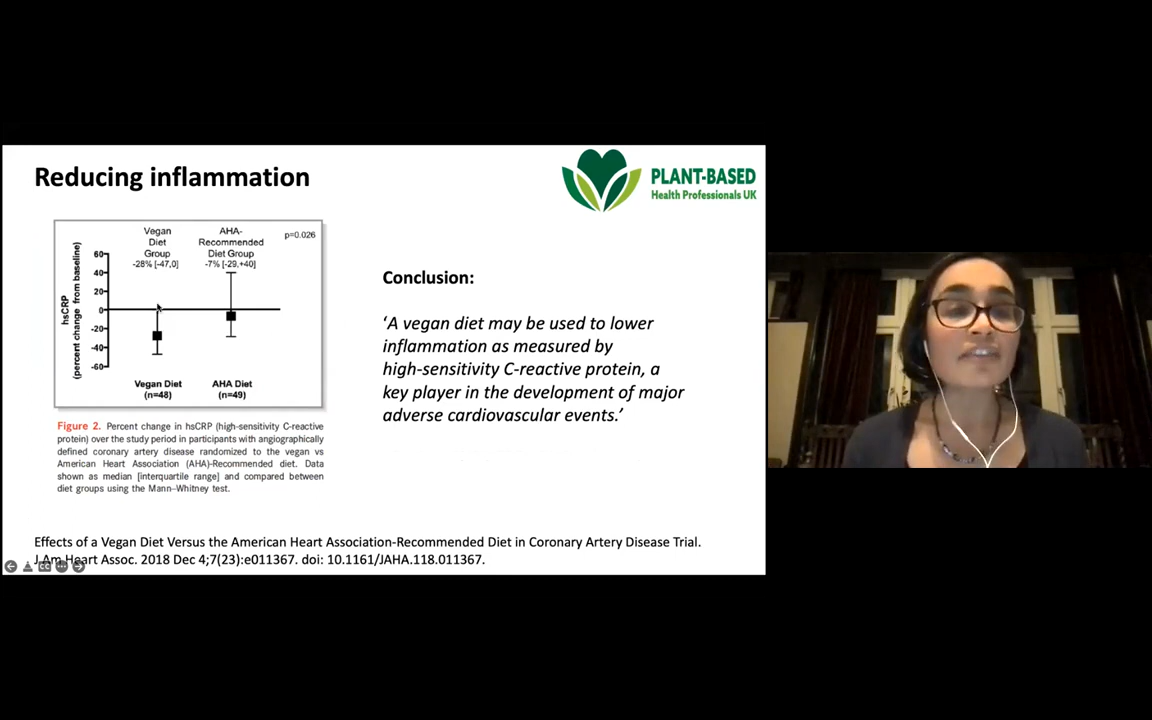 Reducing inflammation
PLANT-BASED
Health Professionals UK
Vegan
Diet
Group
-28% [-47,0]
AHA-
Recommended
Diet Group
-7% [-29,+40]
p=0.026
hsCRP
(percent change from baseline)
60
40
20
0
-20
-40
-60
Vegan Diet
(n=48)
AHA Diet
(n=49)
Figure 2. Percent change in hsCRP (high-sensitivity C-reactive
protein) over the study period in participants with angiographically
defined coronary artery disease randomized to the vegan vs
American Heart Association (AHA)-Recommended diet. Data
shown as median [interquartile range] and compared between
diet groups using the Mann–Whitney test.
Conclusion:
‘A vegan diet may be used to lower
inflammation as measured by
high-sensitivity C-reactive protein, a
key player in the development of major
adverse cardiovascular events.’
Effects of a Vegan Diet Versus the American Heart Association-Recommended Diet in Coronary Artery Disease Trial.
J Am Heart Assoc. 2018 Dec 4;7(23):e011367. doi: 10.1161/JAHA.118.011367.
CC